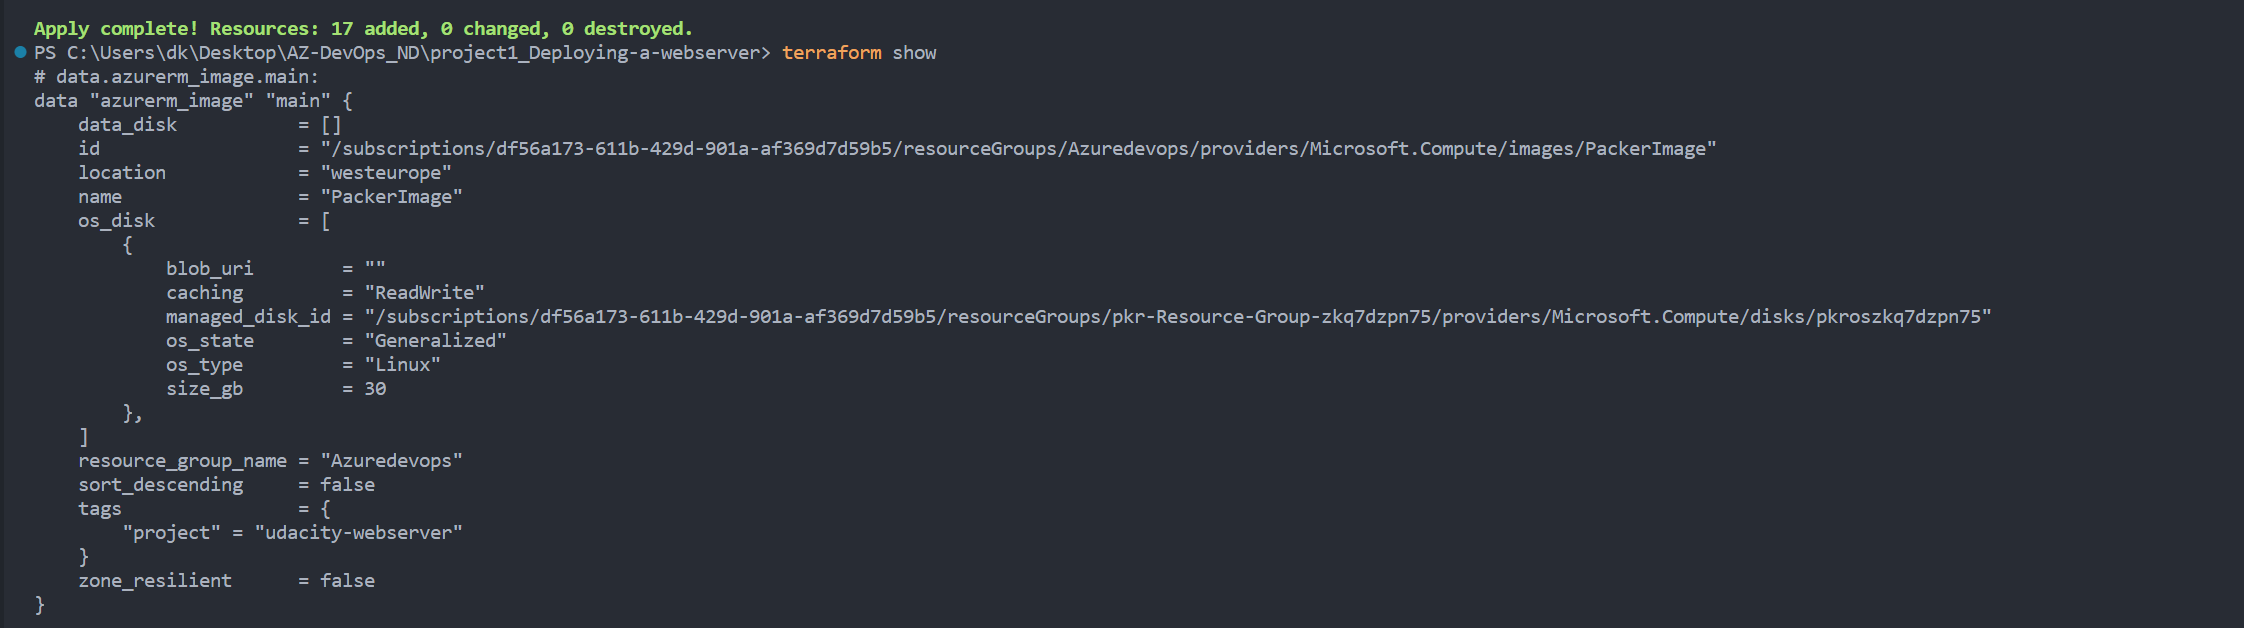 Apply complete! Resources: 17 added, 0 changed, 0 destroyed.
PS C:\Users\dk\Desktop\AZ-DevOps_ND\project1_Deploying-a-webserver> terraform show
# data.azurerm_image.main:
data "azurerm_image" "main" {
    data_disk           = []
    id                  = "/subscriptions/df56a173-611b-429d-901a-af369d7d59b5/resourceGroups/Azuredevops/providers/Microsoft.Compute/images/PackerImage"
    location            = "westeurope"
    name                = "PackerImage"
    os_disk             = [
        {
            blob_uri        = ""
            caching         = "ReadWrite"
            managed_disk_id = "/subscriptions/df56a173-611b-429d-901a-af369d7d59b5/resourceGroups/pkr-Resource-Group-zkq7dzpn75/providers/Microsoft.Compute/disks/pkroszkq7dzpn75"
            os_state        = "Generalized"
            os_type         = "Linux"
            size_gb         = 30
        },
    ]
    resource_group_name = "Azuredevops"
    sort_descending     = false
    tags                = {
        "project" = "udacity-webserver"
    }
    zone_resilient      = false
}